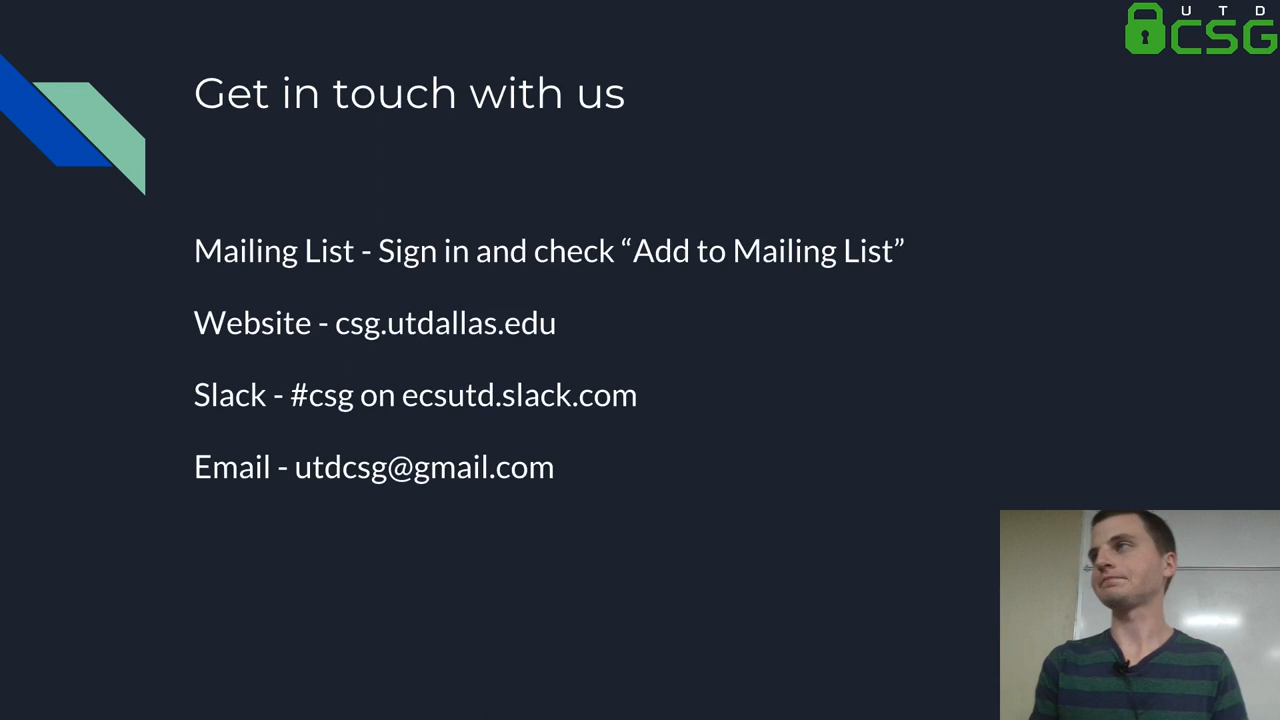 UTD
CSG
Get in touch with us
Mailing List - Sign in and check “Add to Mailing List”
Website - csg.utdallas.edu
Slack - #csg on ecsutd.slack.com
Email - utdcsg@gmail.com